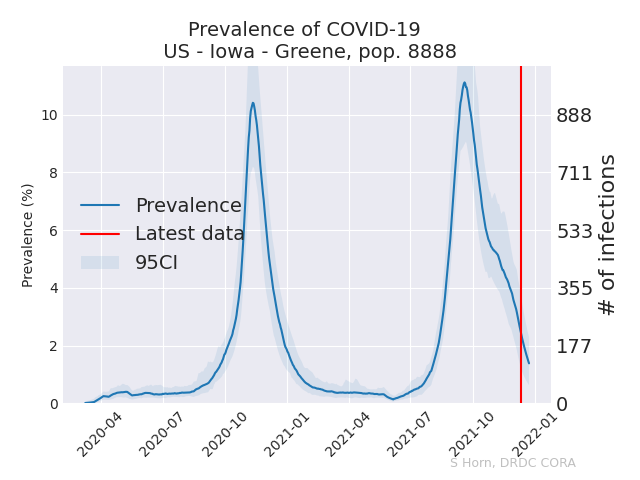 Prevalence of COVID-19
US - Iowa - Greene, pop. 8888
Prevalence (%)
10
8
6
4
2
0
Prevalence
Latest data
95CI
888
711
533
355
177
0
# of infections
2020-04
2020-07
2020-10
2021-01
2021-04
2021-07
2021-10
2022-01
S Horn, DRDC CORA